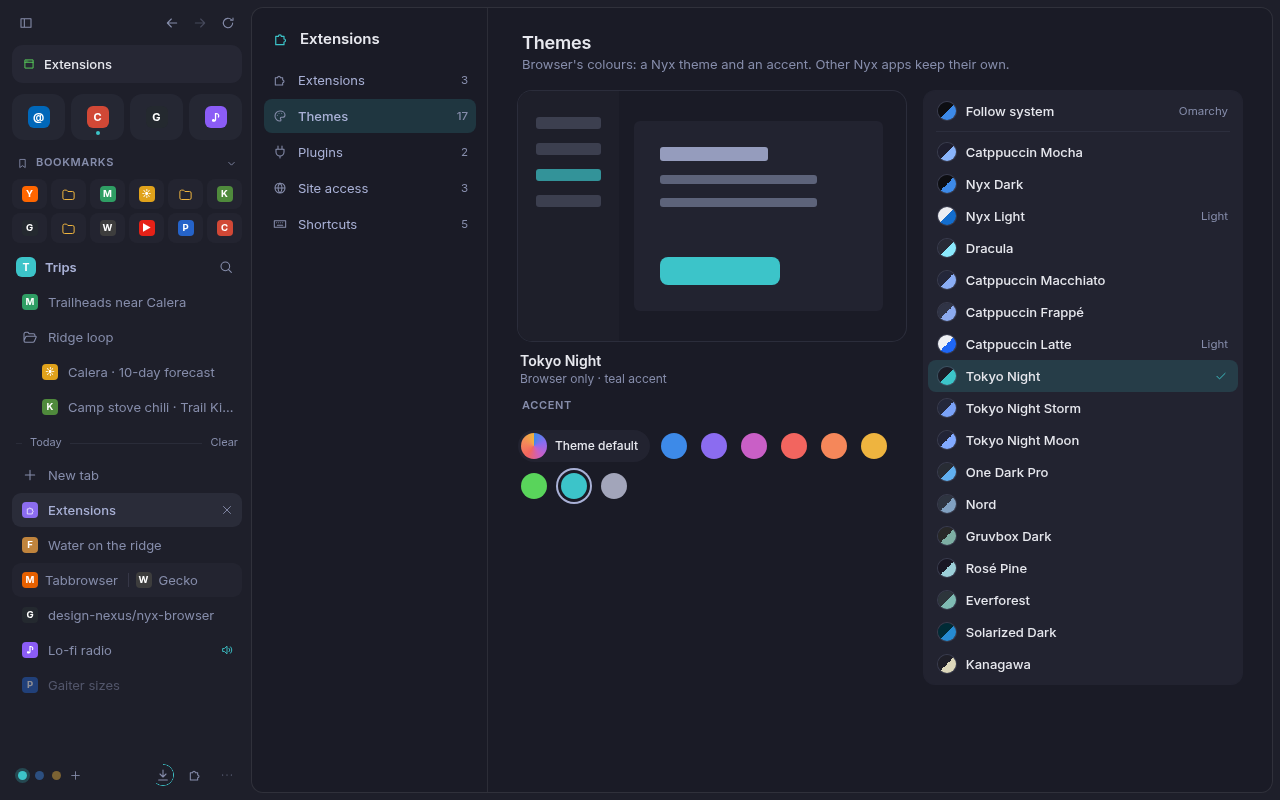 Extensions
@
C
G
BOOKMARKS
Y
M
K
G
W
P
C
T Trips
M Trailheads near Calera
Ridge loop
Calera · 10-day forecast
K Camp stove chili · Trail Ki...
Today
Clear
New tab
Extensions
F Water on the ridge
M Tabbrowser W Gecko
G design-nexus/nyx-browser
Lo-fi radio
P Gaiter sizes
Extensions
Extensions 3
Themes 17
Plugins 2
Site access 3
Shortcuts 5
Themes
Browser's colours: a Nyx theme and an accent. Other Nyx apps keep their own.
Tokyo Night
Browser only · teal accent
ACCENT
Theme default
Follow system Omarchy
Catppuccin Mocha
Nyx Dark
Nyx Light Light
Dracula
Catppuccin Macchiato
Catppuccin Frappé
Catppuccin Latte Light
Tokyo Night
Tokyo Night Storm
Tokyo Night Moon
One Dark Pro
Nord
Gruvbox Dark
Rosé Pine
Everforest
Solarized Dark
Kanagawa